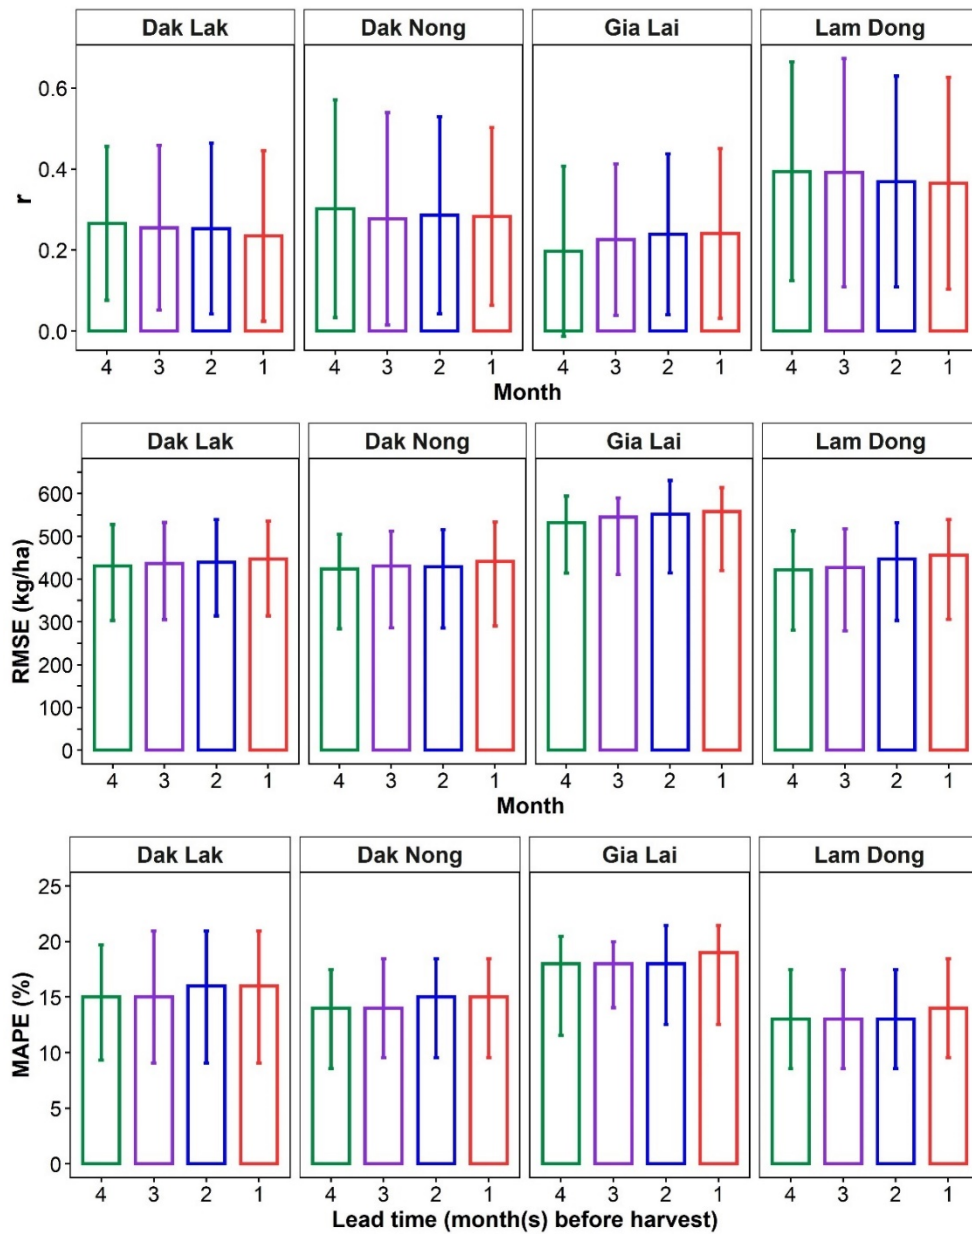 Dak Lak Dak Nong Gia Lai Lam Dong
0.6
0.4
0.2
0.0
r
4 3 2 1 4 3 2 1 4 3 2 1 4 3 2 1
Month
Dak Lak Dak Nong Gia Lai Lam Dong
600
500
400
300
200
100
0
RMSE (kg/ha)
4 3 2 1 4 3 2 1 4 3 2 1 4 3 2 1
Month
Dak Lak Dak Nong Gia Lai Lam Dong
25
20
15
10
5
0
MAPE (%)
4 3 2 1 4 3 2 1 4 3 2 1 4 3 2 1
Lead time (month(s) before harvest)